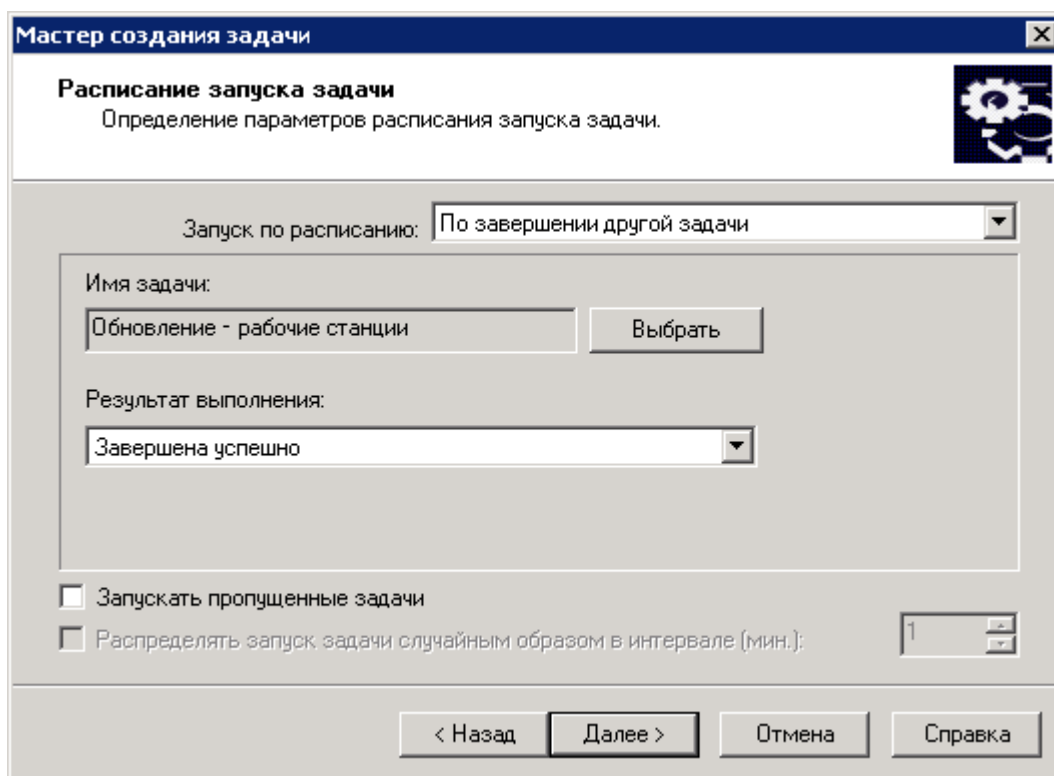 Мастер создания задачи
Расписание запуска задачи
Определение параметров расписания запуска задачи.
Запуск по расписанию: По завершении другой задачи
Имя задачи:
Обновление - рабочие станции Выбрать
Результат выполнения:
Завершена успешно
Запускать пропущенные задачи
Распределять запуск задачи случайным образом в интервале (мин.): 1
< Назад Далее > Отмена Справка